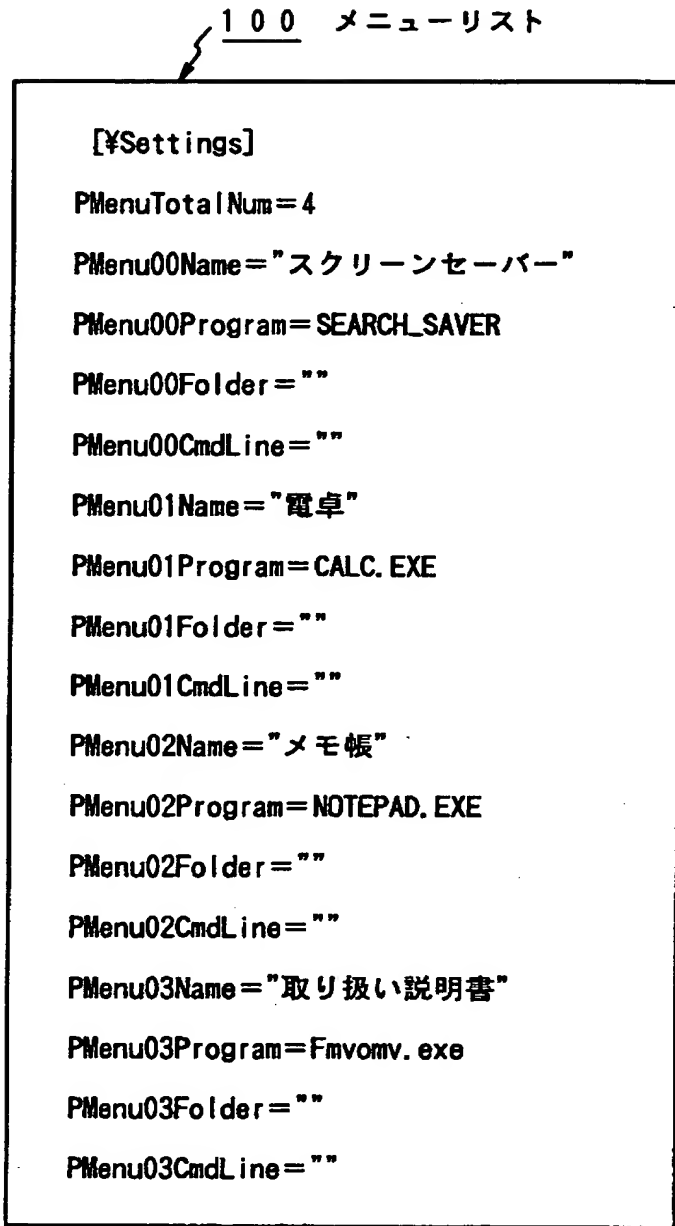 100 メニューリスト
[¥Settings]
PMenuTotalNum=4
PMenu00Name="スクリーンセーバー"
PMenu00Program=SEARCH_SAVER
PMenu00Folder=""
PMenu00CmdLine=""
PMenu01Name="電卓"
PMenu01Program=CALC.EXE
PMenu01Folder=""
PMenu01CmdLine=""
PMenu02Name="メモ帳"
PMenu02Program=NOTEPAD.EXE
PMenu02Folder=""
PMenu02CmdLine=""
PMenu03Name="取り扱い説明書"
PMenu03Program=Fmvomv.exe
PMenu03Folder=""
PMenu03CmdLine=""